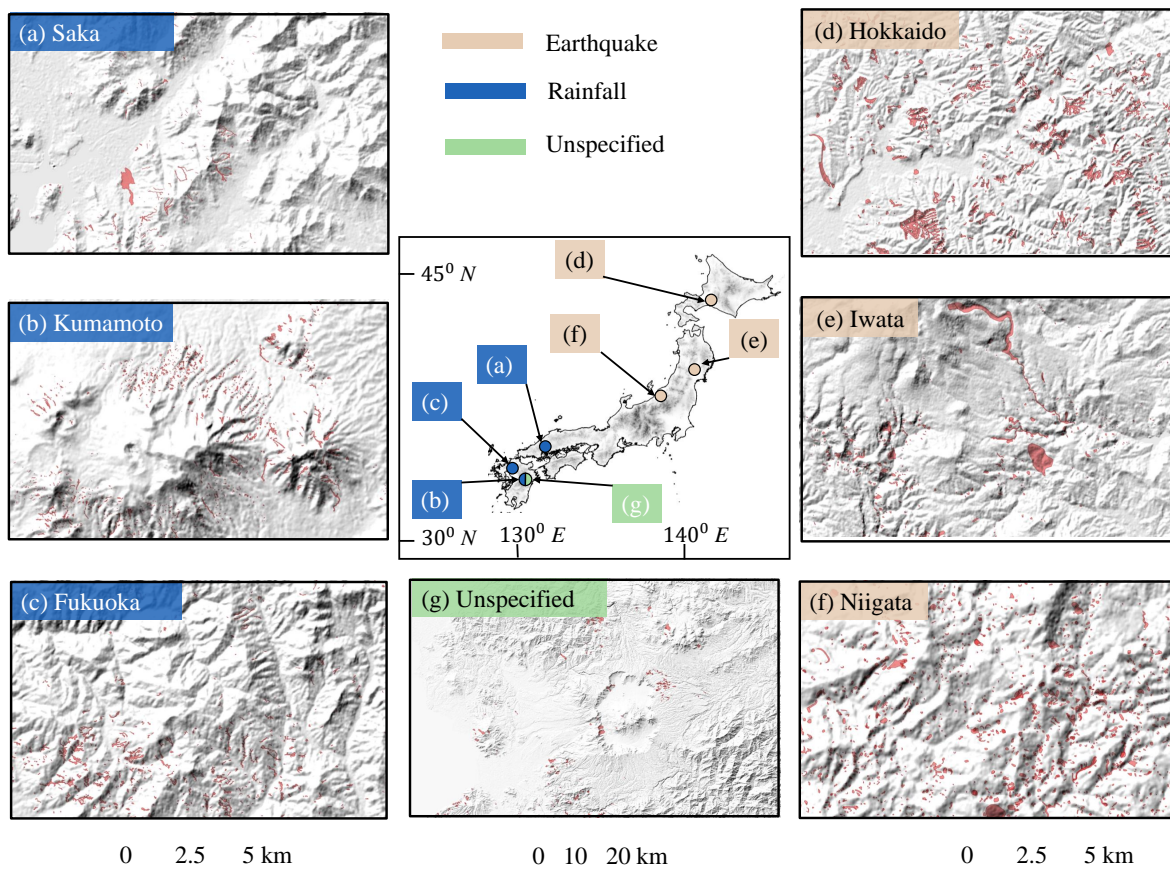 (a) Saka
Earthquake
Rainfall
Unspecified
(d) Hokkaido
(b) Kumamoto
45⁰ N
(d)
(f)
(e)
(a)
(c)
(b)
(g)
30⁰ N
130⁰ E
140⁰ E
(e) Iwata
(c) Fukuoka
(g) Unspecified
(f) Niigata
0 2.5 5 km
0 10 20 km
0 2.5 5 km